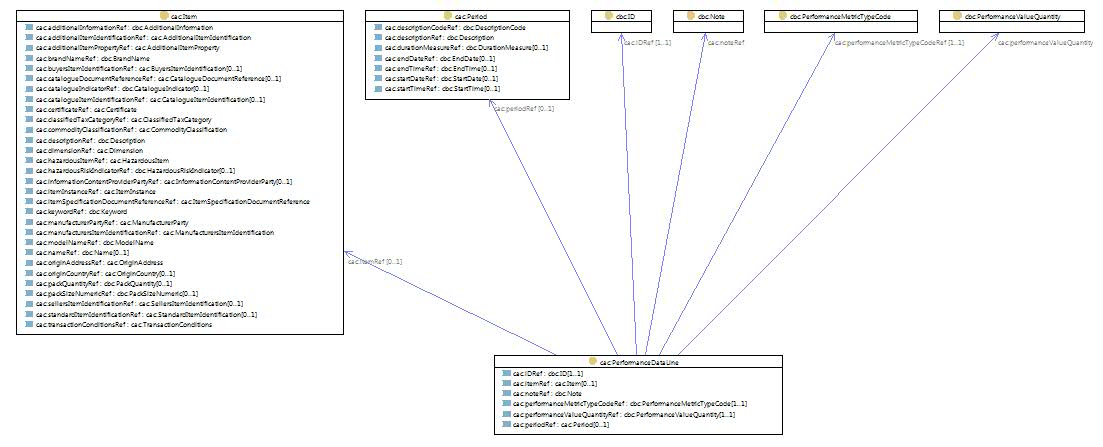 cac:Item
cac:additionalInformationRef : cbc:AdditionalInformation
cac:additionalItemIdentificationRef : cac:AdditionalItemIdentification
cac:additionalItemPropertyRef : cac:AdditionalItemProperty
cac:brandNameRef : cbc:BrandName
cac:buyersItemIdentificationRef : cac:BuyersItemIdentification[0..1]
cac:catalogueDocumentReferenceRef : cac:CatalogueDocumentReference[0..1]
cac:catalogueIndicatorRef : cbc:CatalogueIndicator[0..1]
cac:catalogueItemIdentificationRef : cac:CatalogueItemIdentification[0..1]
cac:certificateRef : cac:Certificate
cac:classifiedTaxCategoryRef : cac:ClassifiedTaxCategory
cac:commodityClassificationRef : cac:CommodityClassification
cac:descriptionRef : cbc:Description
cac:dimensionRef : cac:Dimension
cac:hazardousItemRef : cac:HazardousItem
cac:hazardousRiskIndicatorRef : cbc:HazardousRiskIndicator[0..1]
cac:informationContentProviderPartyRef : cac:InformationContentProviderParty[0..1]
cac:itemInstanceRef : cac:ItemInstance
cac:itemSpecificationDocumentReferenceRef : cac:ItemSpecificationDocumentReference
cac:keywordRef : cbc:Keyword
cac:manufacturerPartyRef : cac:ManufacturerParty
cac:manufacturersItemIdentificationRef : cac:ManufacturersItemIdentification
cac:modelNameRef : cbc:ModelName
cac:nameRef : cbc:Name[0..1]
cac:originAddressRef : cac:OriginAddress
cac:originCountryRef : cac:OriginCountry[0..1]
cac:packQuantityRef : cbc:PackQuantity[0..1]
cac:packSizeNumericRef : cbc:PackSizeNumeric[0..1]
cac:sellersItemIdentificationRef : cac:SellersItemIdentification[0..1]
cac:standardItemIdentificationRef : cac:StandardItemIdentification[0..1]
cac:transactionConditionsRef : cac:TransactionConditions
cac:Period
cac:descriptionCodeRef : cbc:DescriptionCode
cac:descriptionRef : cbc:Description
cac:durationMeasureRef : cbc:DurationMeasure[0..1]
cac:endDateRef : cbc:EndDate[0..1]
cac:endTimeRef : cbc:EndTime[0..1]
cac:startDateRef : cbc:StartDate[0..1]
cac:startTimeRef : cbc:StartTime[0..1]
cbc:ID
cbc:Note
cbc:PerformanceMetricTypeCode
cbc:PerformanceValueQuantity
cac:IDRef [1..1]
cac:noteRef
cac:performanceMetricTypeCodeRef [1..1]
cac:performanceValueQuantity
cac:periodRef [0..1]
cac:itemRef [0..1]
cac:PerformanceDataLine
cac:IDRef : cbc:ID[1..1]
cac:itemRef : cac:Item[0..1]
cac:noteRef : cbc:Note
cac:performanceMetricTypeCodeRef : cbc:PerformanceMetricTypeCode[1..1]
cac:performanceValueQuantityRef : cbc:PerformanceValueQuantity[1..1]
cac:periodRef : cac:Period[0..1]